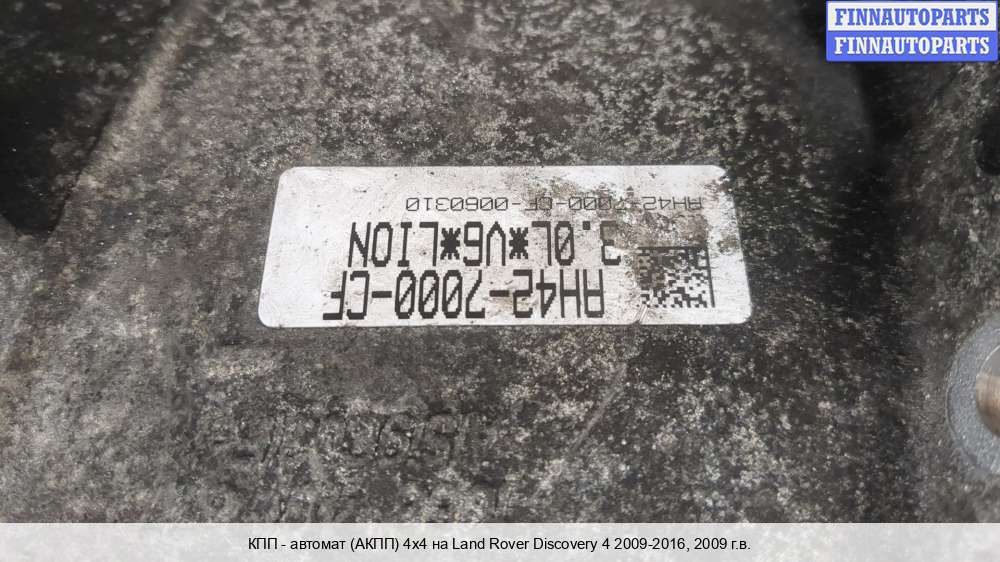 FINNAUTOPARTS
FINNAUTOPARTS
AH42-7000-CF
3.0L*V6*LION
AH42-7000-CF-0060310
КПП - автомат (АКПП) 4x4 на Land Rover Discovery 4 2009-2016, 2009 г.в.